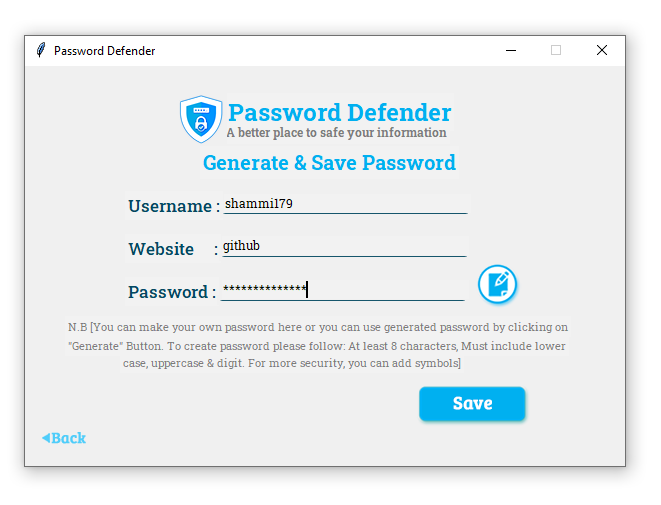 Password Defender
Password Defender
A better place to safe your information
Generate & Save Password
Username : shammi179
Website : github
Password : **************
N.B [You can make your own password here or you can use generated password by clicking on
"Generate" Button. To create password please follow: At least 8 characters, Must include lower
case, uppercase & digit. For more security, you can add symbols]
Save
Back